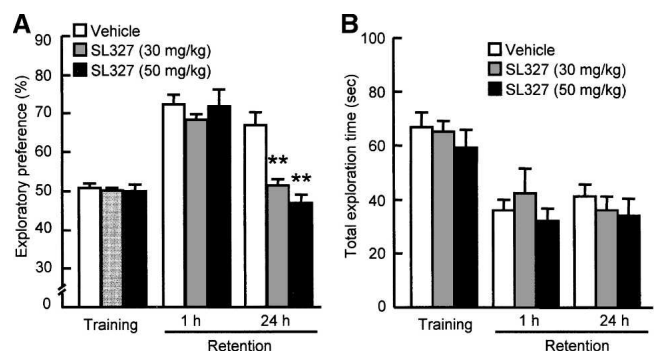 A
Vehicle
SL327 (30 mg/kg)
SL327 (50 mg/kg)
Exploratory preference (%)
90
80
70
60
50
40
30
0
**
**
Training
1 h
24 h
Retention
B
Vehicle
SL327 (30 mg/kg)
SL327 (50 mg/kg)
Total exploration time (sec)
100
80
60
40
20
0
Training
1 h
24 h
Retention